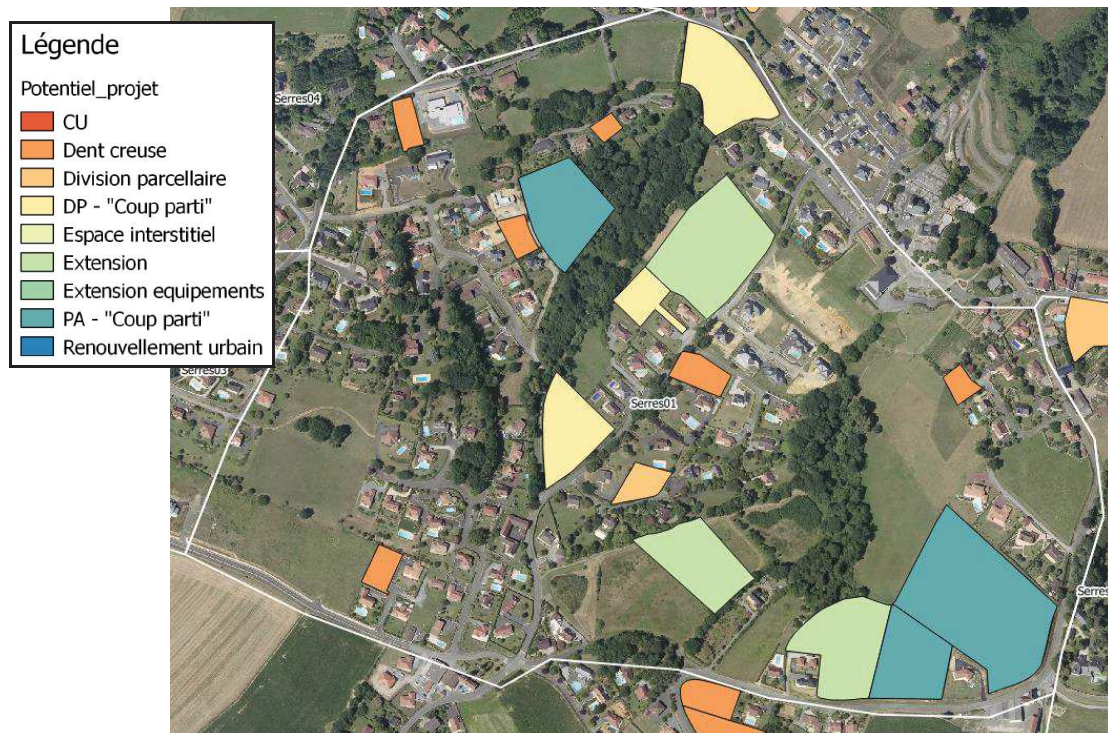 Légende
Potentiel_projet
CU
Dent creuse
Division parcellaire
DP - "Coup parti"
Espace interstitiel
Extension
Extension equipements
PA - "Coup parti"
Renouvellement urbain
Serres04
Serres03
Serres01
Serres